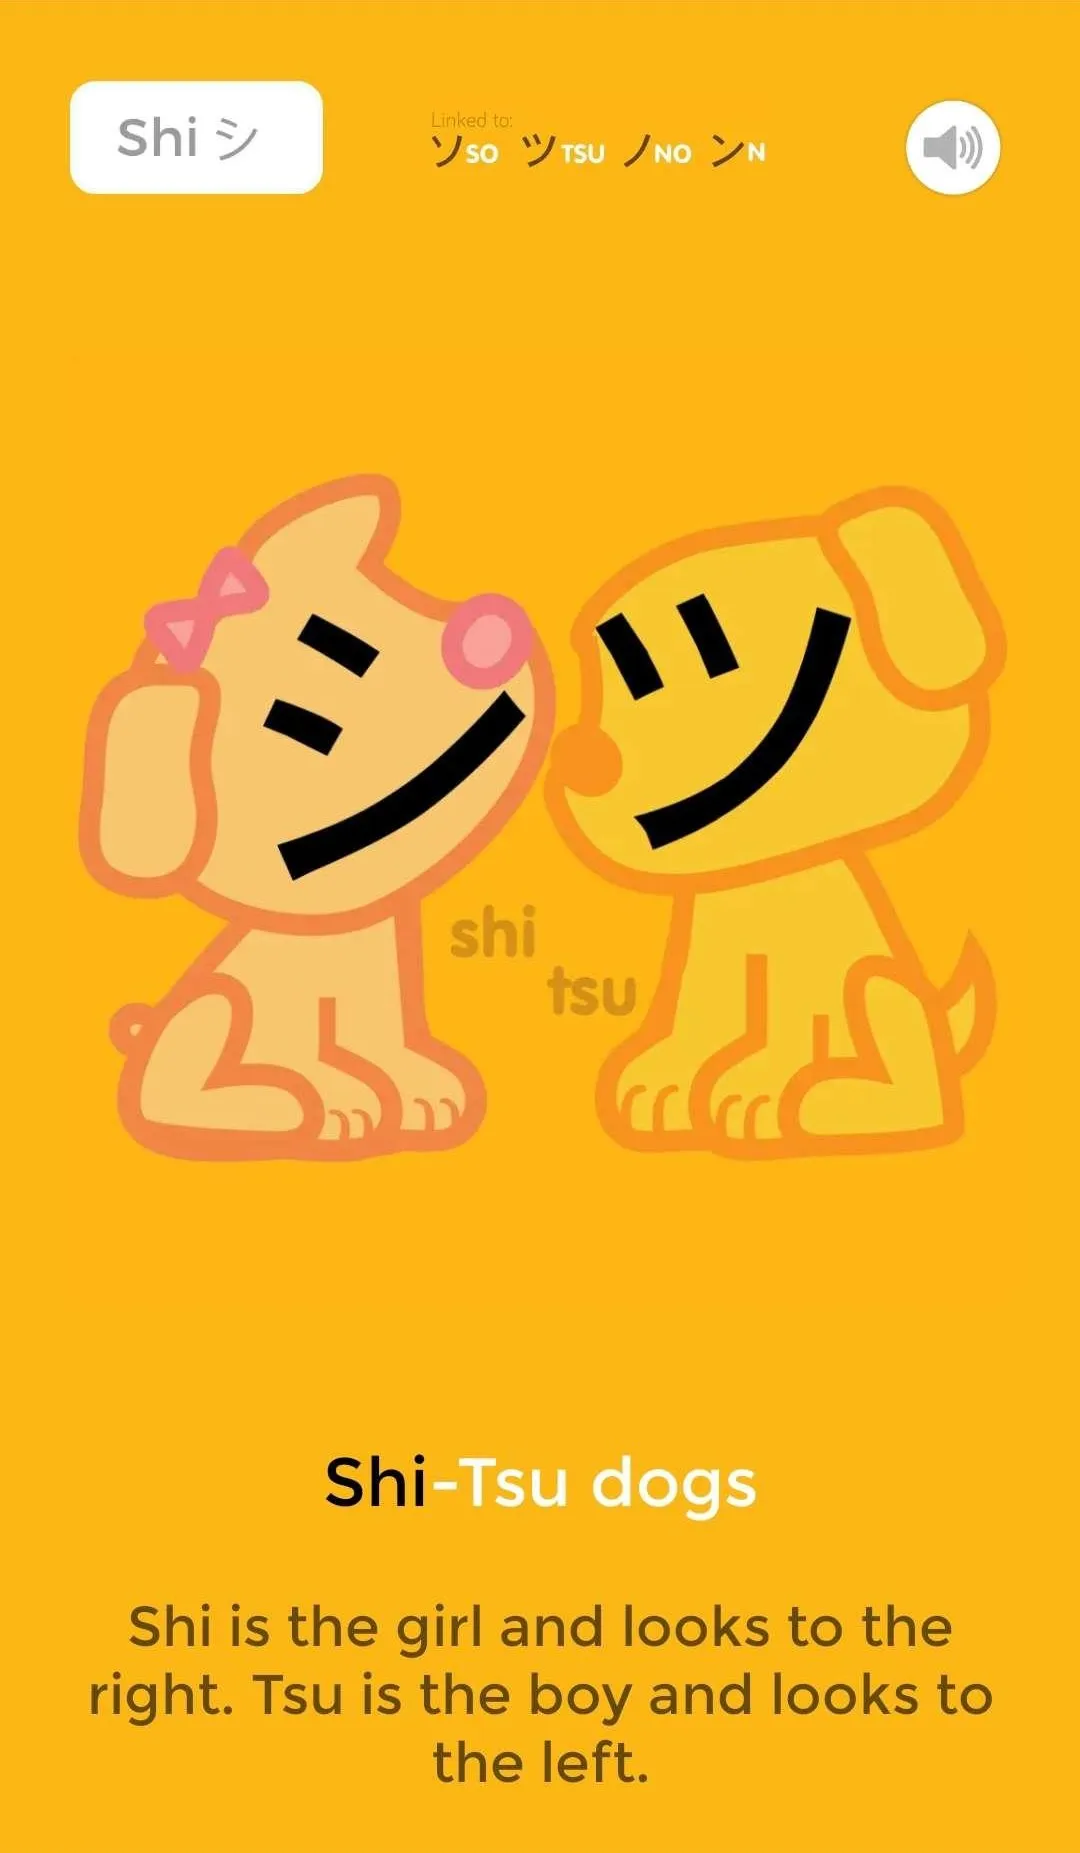 Shi シ
Linked to:
ソSO ツTSU ノNO ンN
シ ツ
shi
tsu
Shi-Tsu dogs
Shi is the girl and looks to the
right. Tsu is the boy and looks to
the left.